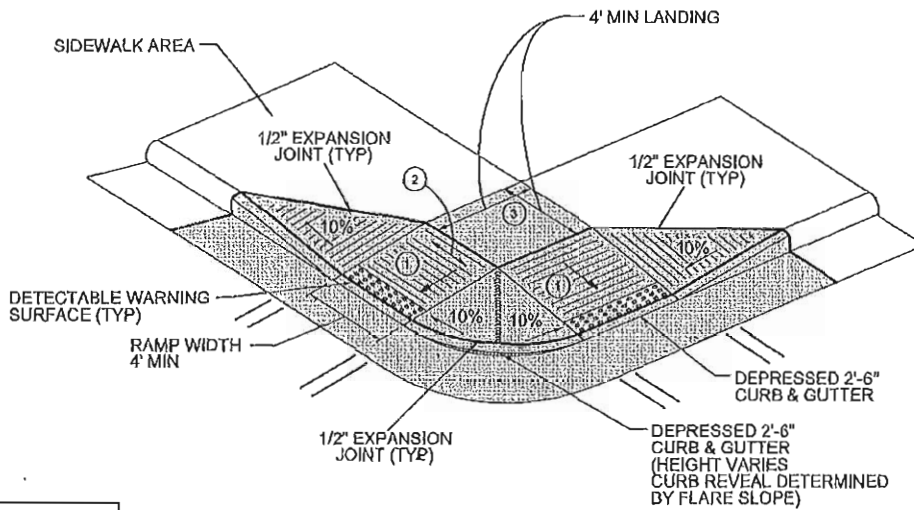 4' MIN LANDING
SIDEWALK AREA
1/2" EXPANSION
JOINT (TYP)
1/2" EXPANSION
JOINT (TYP)
2
3
10%
10%
1
1
10%
10%
DETECTABLE WARNING
SURFACE (TYP)
RAMP WIDTH
4' MIN
DEPRESSED 2'-6"
CURB & GUTTER
1/2" EXPANSION
JOINT (TYP)
DEPRESSED 2'-6"
CURB & GUTTER
(HEIGHT VARIES
CURB REVEAL DETERMINED
BY FLARE SLOPE)